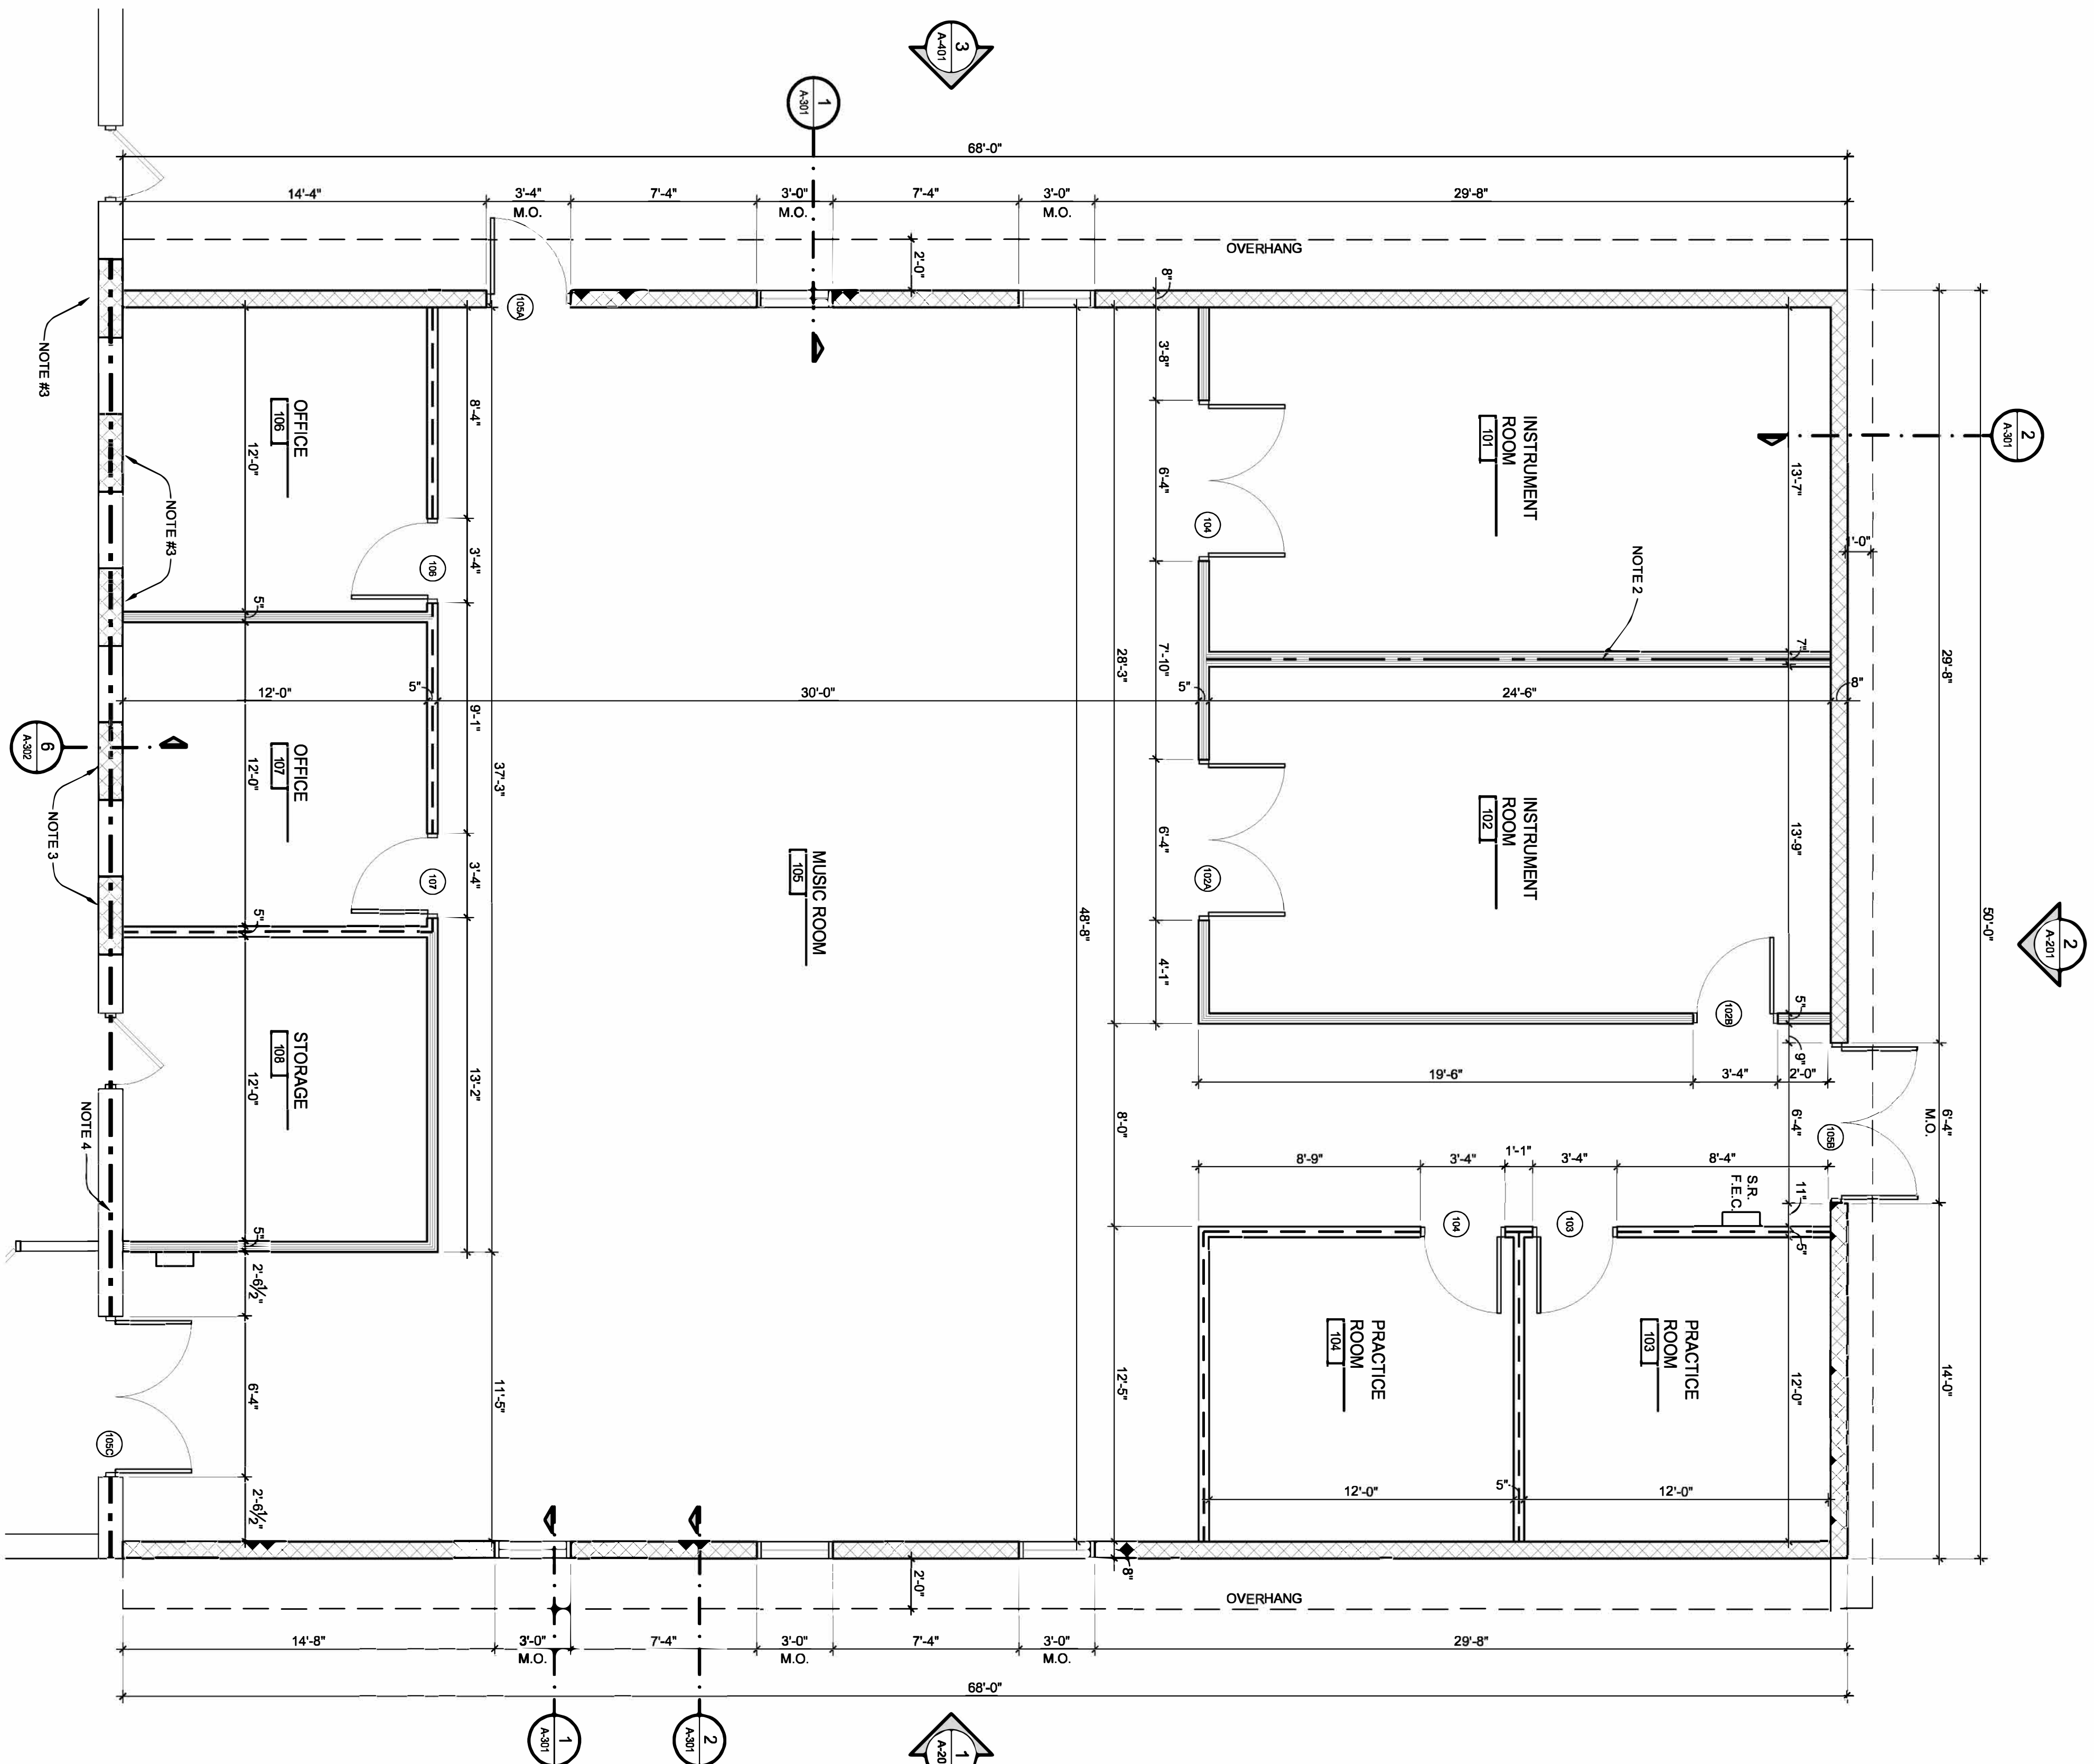 3
A-401
1
A-301
68'-0"
14'-4"
3'-4"
M.O.
7'-4"
3'-0"
M.O.
7'-4"
3'-0"
M.O.
29'-8"
OVERHANG
2'-0"
8"
105A
NOTE #3
NOTE #3
OFFICE
106
12'-0"
8'-4"
3'-4"
106
5"
3'-8"
6'-4"
104
INSTRUMENT
ROOM
101
13'-7"
2
A-301
1'-0"
NOTE 2
7"
7'-10"
28'-3"
29'-8"
12'-0"
5"
30'-0"
5"
24'-6"
8"
9'-1"
6
A-302
OFFICE
107
12'-0"
37'-3"
NOTE 3
3'-4"
107
5"
MUSIC ROOM
105
48'-8"
6'-4"
102A
INSTRUMENT
ROOM
102
13'-9"
50'-0"
2
A-201
4'-1"
102B
5"
9"
19'-6"
3'-4"
2'-0"
STORAGE
108
12'-0"
13'-2"
NOTE 4
8'-0"
6'-4"
105B
6'-4"
M.O.
8'-9"
3'-4"
1'-1"
3'-4"
8'-4"
S.R.
F.E.C.
11"
104
103
5"
5"
2'-6½"
6'-4"
105C
2'-6½"
11'-5"
12'-5"
PRACTICE
ROOM
104
PRACTICE
ROOM
103
12'-0"
14'-0"
12'-0"
5"
12'-0"
8"
2'-0"
OVERHANG
14'-8"
3'-0"
M.O.
7'-4"
3'-0"
M.O.
7'-4"
3'-0"
M.O.
29'-8"
68'-0"
1
A-301
2
A-301
1